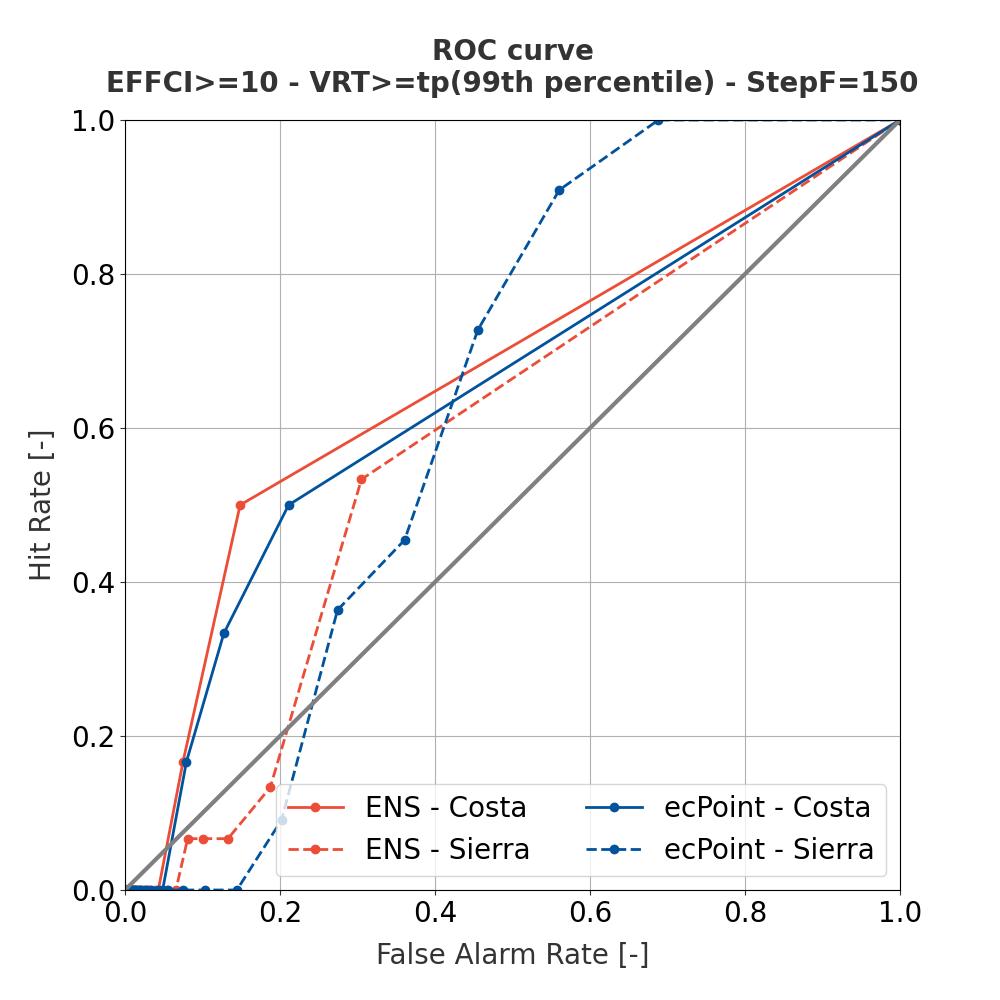 ROC curve
EFFCI>=10 - VRT>=tp(99th percentile) - StepF=150
1.0
0.8
0.6
0.4
0.2
0.0
Hit Rate [-]
0.0 0.2 0.4 0.6 0.8 1.0
False Alarm Rate [-]
ENS - Costa
ENS - Sierra
ecPoint - Costa
ecPoint - Sierra